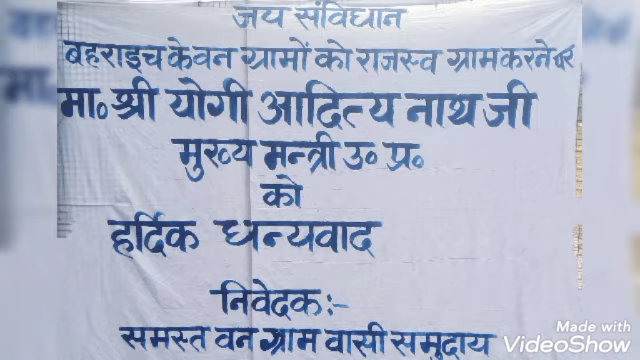 जय संविधान
बहराइच के वन ग्रामों को राजस्व ग्राम करने पर
मा० श्री योगी आदित्य नाथ जी
मुख्य मन्त्री उ० प्र०
को
हर्दिक धन्यवाद
निवेदक:-
समस्त वन ग्राम वासी समुदाय
Made with
VideoShow